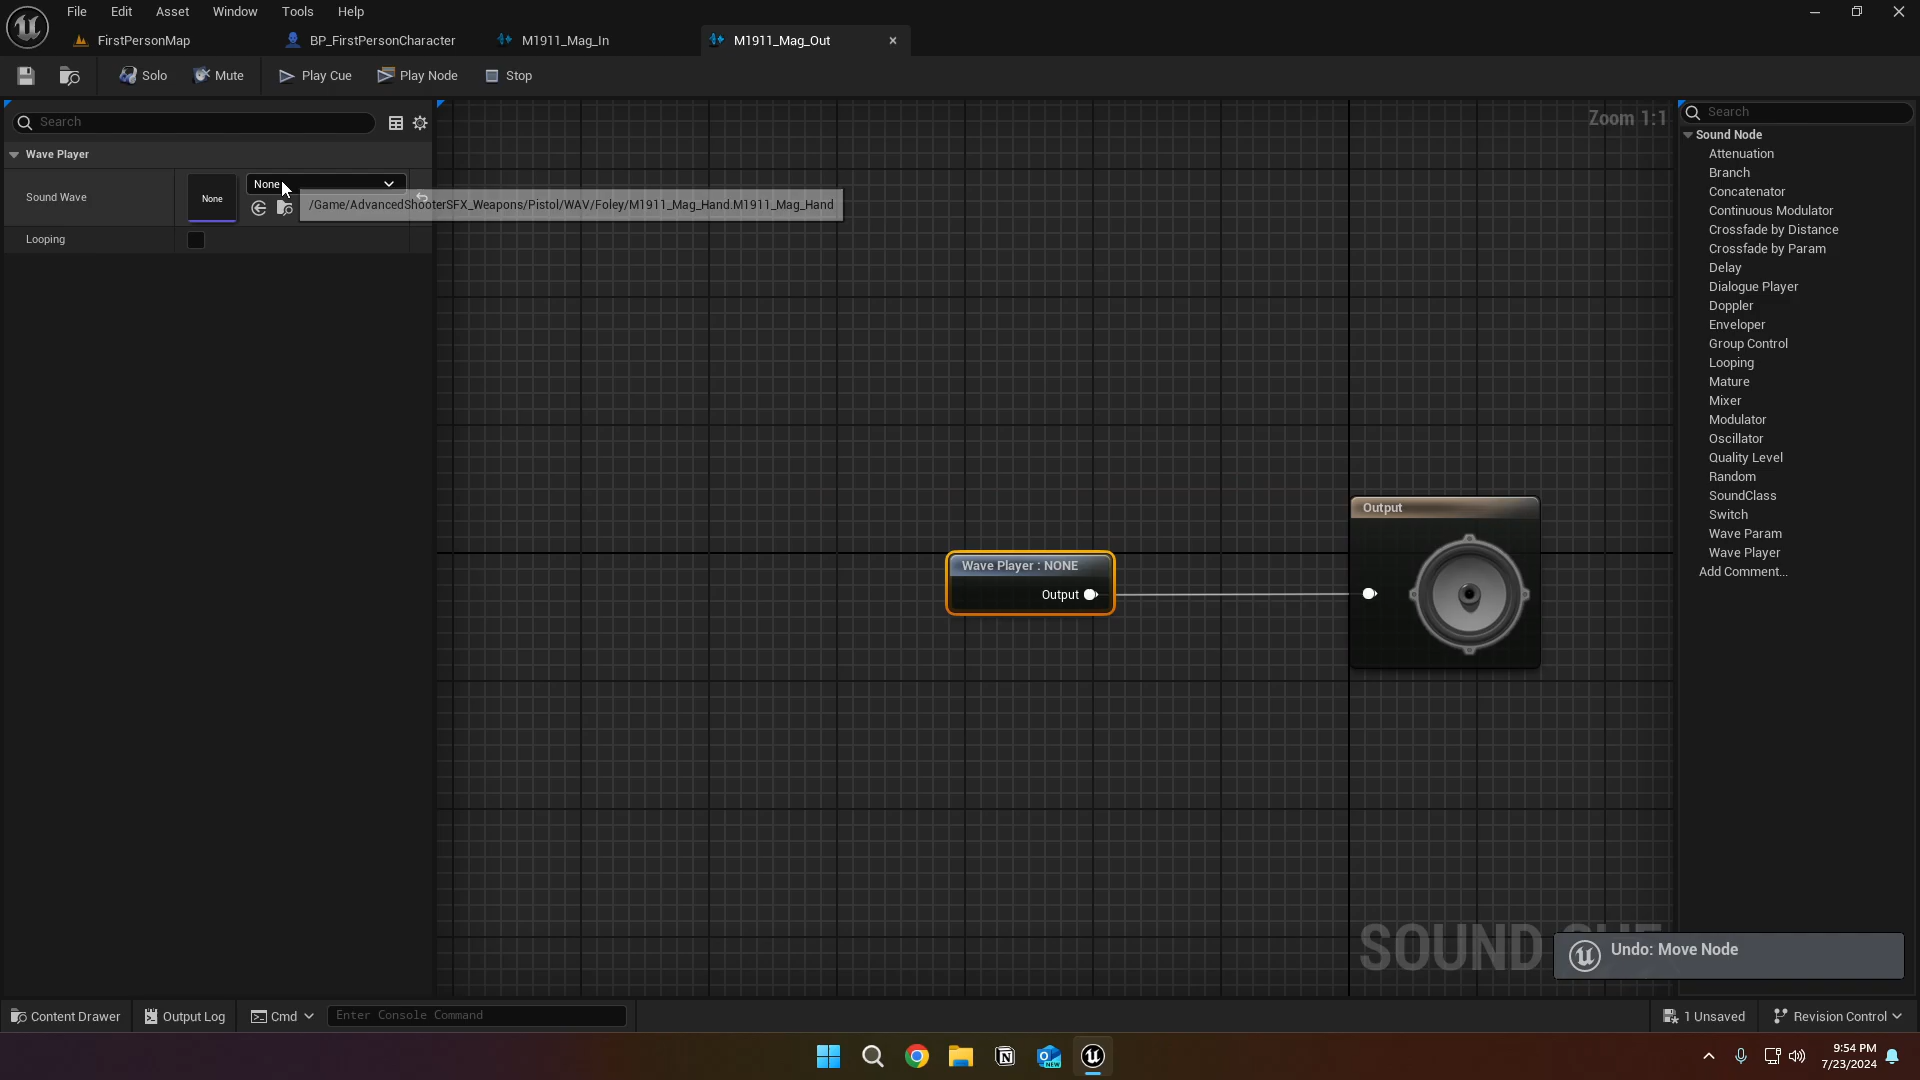 File Edit Asset Window Tools Help
FirstPersonMap BP_FirstPersonCharacter M1911_Mag_In M1911_Mag_Out
Solo Mute Play Cue Play Node Stop
Search
Wave Player
Sound Wave
None
None
/Game/AdvancedShooterSFX_Weapons/Pistol/WAV/Foley/M1911_Mag_Hand.M1911_Mag_Hand
Looping
Zoom 1:1
Wave Player : NONE
Output
Output
SOUND
Search
Sound Node
Attenuation
Branch
Concatenator
Continuous Modulator
Crossfade by Distance
Crossfade by Param
Delay
Dialogue Player
Doppler
Enveloper
Group Control
Looping
Mature
Mixer
Modulator
Oscillator
Quality Level
Random
SoundClass
Switch
Wave Param
Wave Player
Add Comment...
Undo: Move Node
Content Drawer Output Log Cmd Enter Console Command 1 Unsaved Revision Control
9:54 PM
7/23/2024